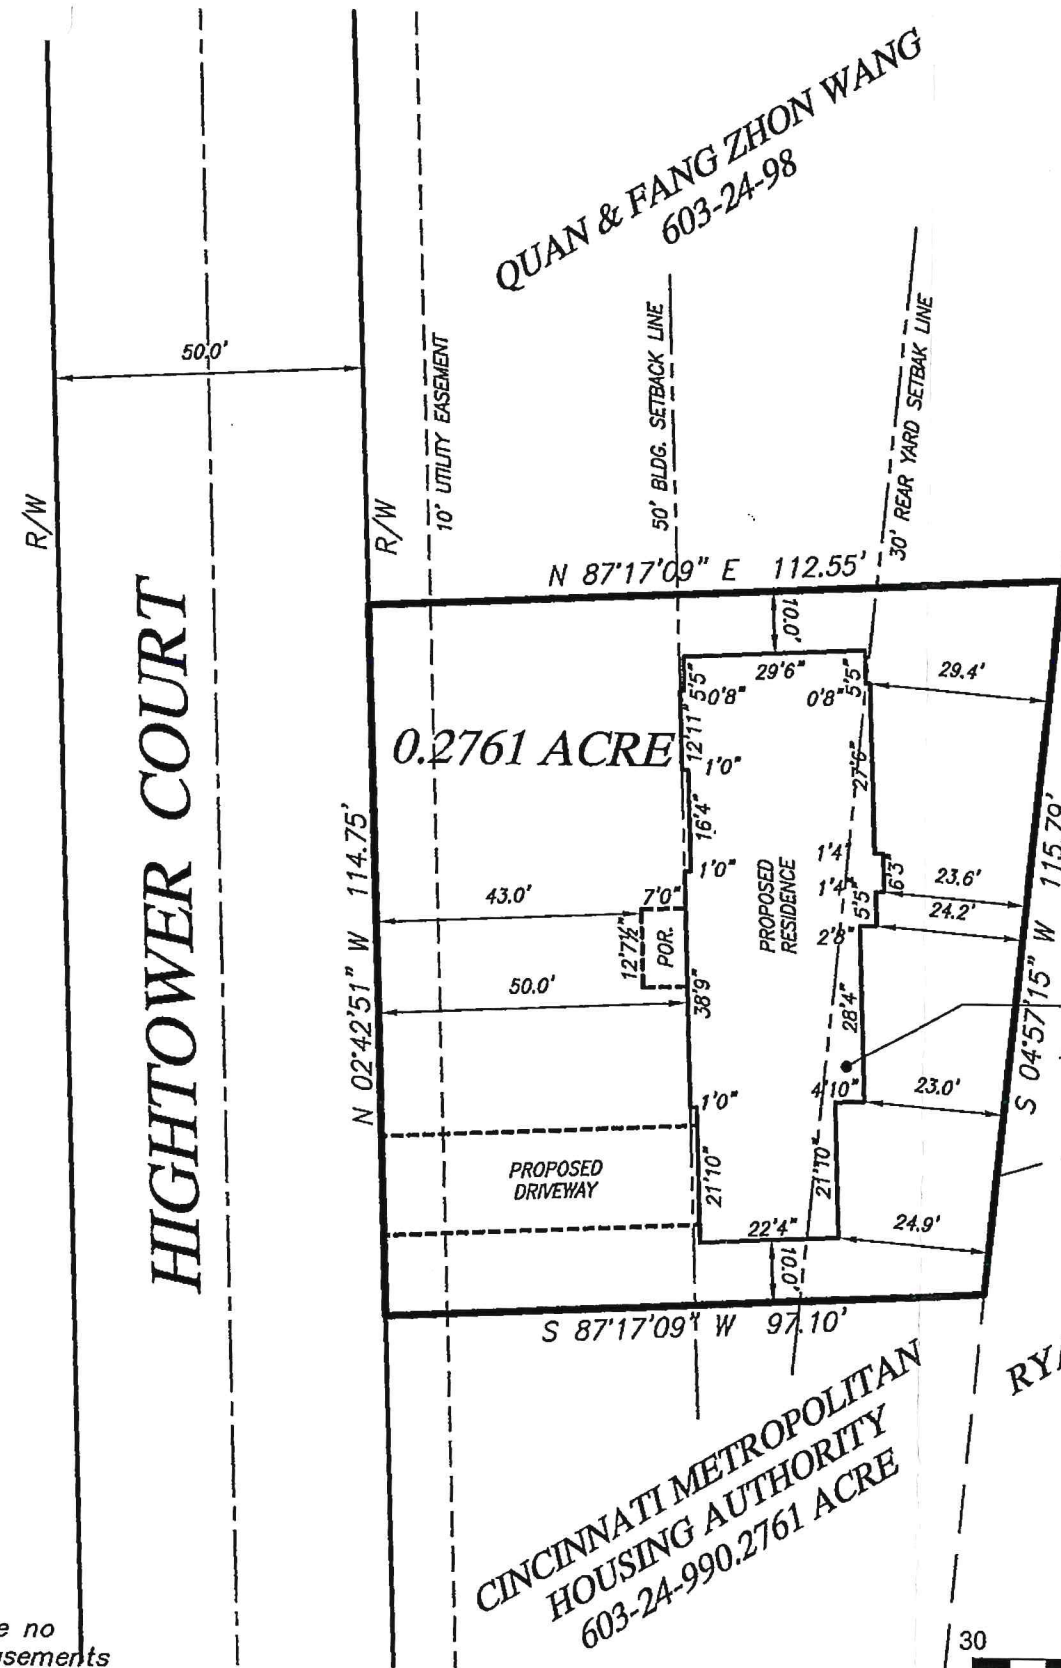 QUAN & FANG ZHON WANG
603-24-98
50.0'
R/W
R/W
10' UTILITY EASEMENT
50' BLDG. SETBACK LINE
30' REAR YARD SETBAK LINE
HIGHTOWER COURT
N 87°17'09" E 112.55'
10.0'
29'6"
5'5"
0'8"
0'8"
5'5"
29.4'
0.2761 ACRE
12'11"
1'0"
27'6"
16'4"
1'0"
1'4"
1'4"
6'3"
5'5"
2'8"
23.6'
24.2'
N 02°42'51" W 114.75'
S 04°57'15" W 115.79'
43.0'
7'0"
12'7½"
POR.
50.0'
38'9"
PROPOSED
RESIDENCE
28'4"
4'10"
23.0'
1'0"
21'10"
21'10"
PROPOSED
DRIVEWAY
22'4"
24.9'
10.0'
S 87°17'09" W 97.10'
CINCINNATI METROPOLITAN
HOUSING AUTHORITY
603-24-990.2761 ACRE
RY
e no
sements
30